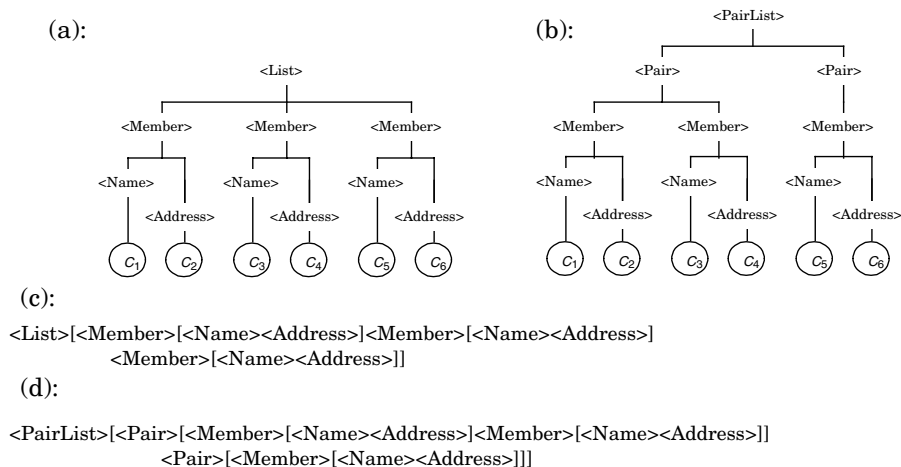 (a):
<List>
<Member> <Member> <Member>
<Name> <Name> <Name>
<Address> <Address> <Address>
C1 C2 C3 C4 C5 C6
(b):
<PairList>
<Pair> <Pair>
<Member> <Member> <Member>
<Name> <Name> <Name>
<Address> <Address> <Address>
C1 C2 C3 C4 C5 C6
(c):
<List>[<Member>[<Name><Address>]<Member>[<Name><Address>]
<Member>[<Name><Address>]]
(d):
<PairList>[<Pair>[<Member>[<Name><Address>]<Member>[<Name><Address>]]
<Pair>[<Member>[<Name><Address>]]]